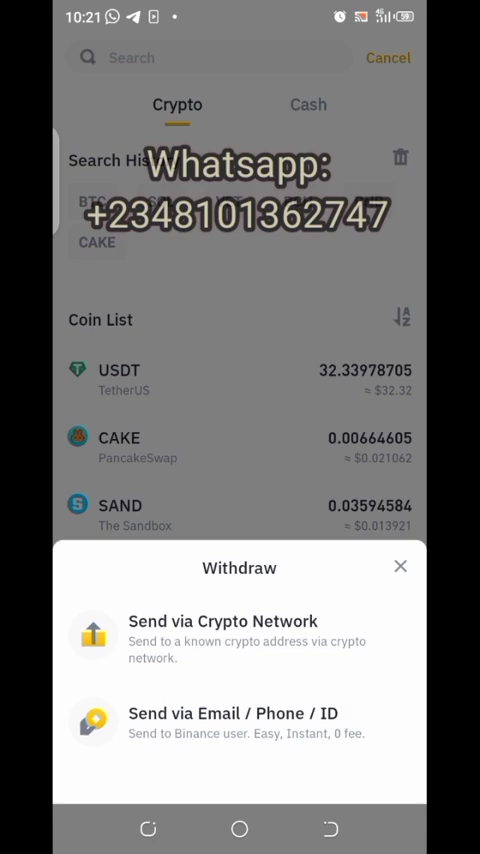 10:21
59
Search
Cancel
Crypto
Cash
Whatsapp:
+2348101362747
CAKE
Coin List
USDT
32.33978705
TetherUS
≈ $32.32
CAKE
0.00664605
PancakeSwap
≈ $0.021062
SAND
0.03594584
The Sandbox
≈ $0.013921
Withdraw
Send via Crypto Network
Send to a known crypto address via crypto
network.
Send via Email / Phone / ID
Send to Binance user. Easy, Instant, 0 fee.